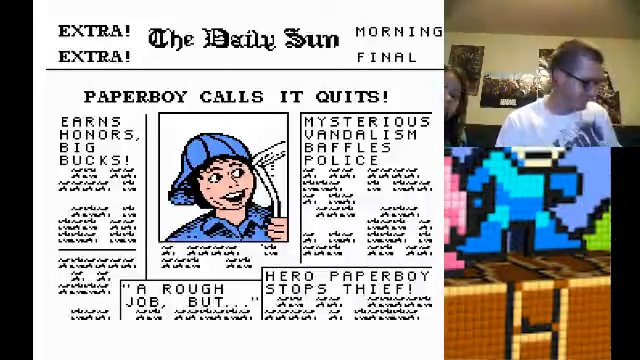 EXTRA!
EXTRA!
The Daily Sun
MORNING
FINAL
PAPERBOY CALLS IT QUITS!
EARNS
HONORS,
BIG
BUCKS!
MYSTERIOUS
VANDALISM
BAFFLES
POLICE
"A ROUGH
JOB, BUT..."
HERO PAPERBOY
STOPS THIEF!
MARVEL